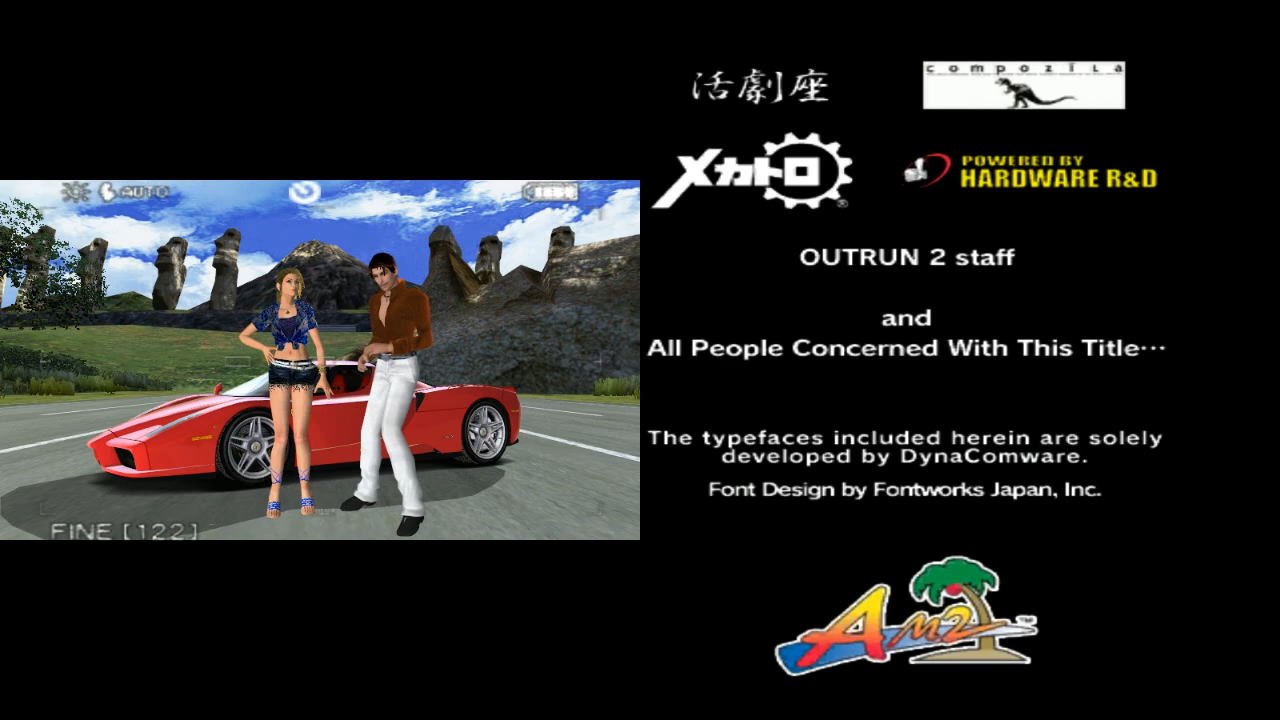 AUTO
FINE [122]
活劇座
compozila
メカトロ
POWERED BY
HARDWARE R&D
OUTRUN 2 staff
and
All People Concerned With This Title…
The typefaces included herein are solely
developed by DynaComware.
Font Design by Fontworks Japan, Inc.
AM2
TM